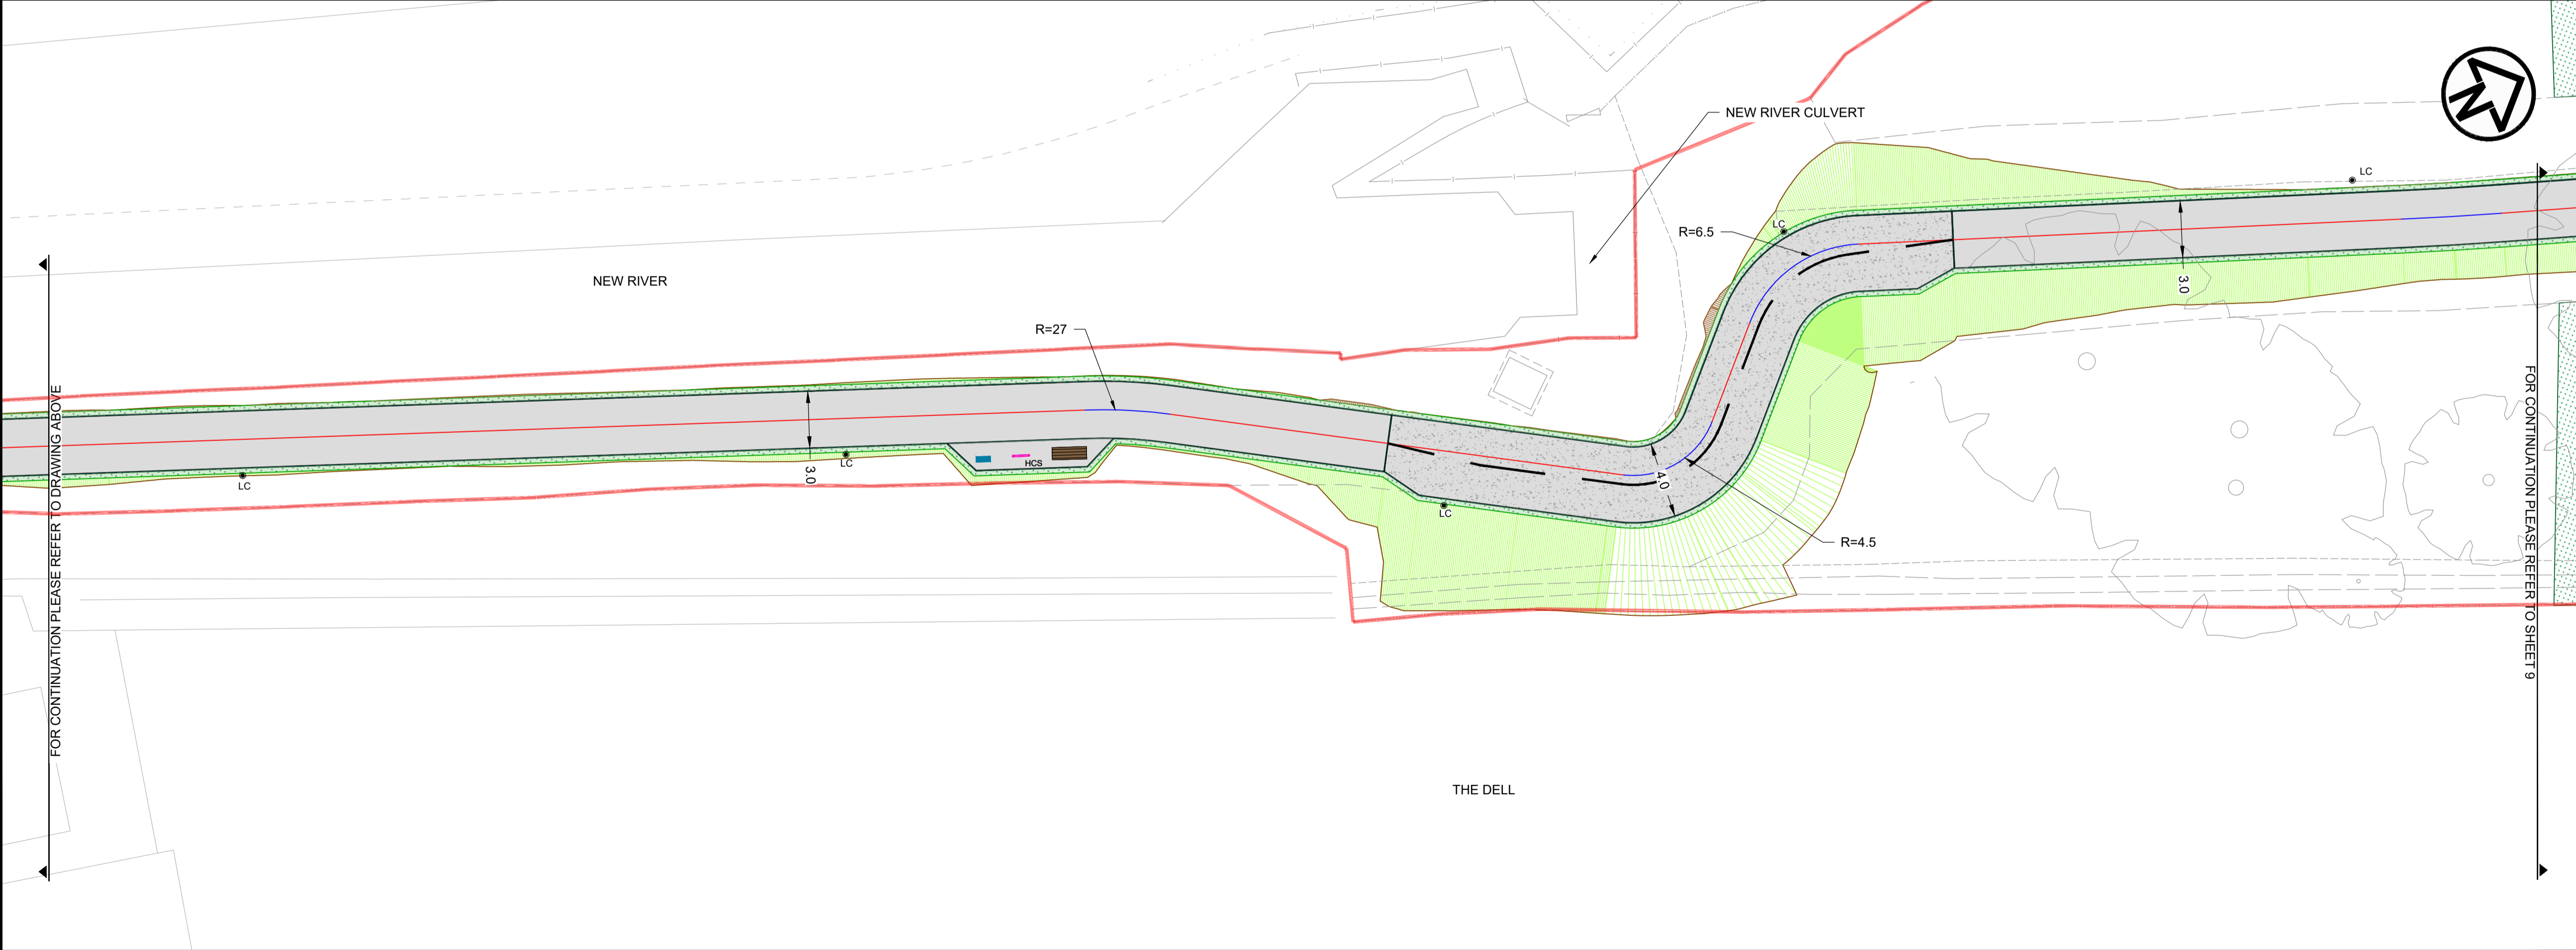 NEW RIVER CULVERT
N
LC
LC
R=6.5
NEW RIVER
3.0
R=27
FOR CONTINUATION PLEASE REFER TO DRAWING ABOVE
FOR CONTINUATION PLEASE REFER TO SHEET 9
3.0
LC
HCS
LC
4.0
LC
R=4.5
THE DELL